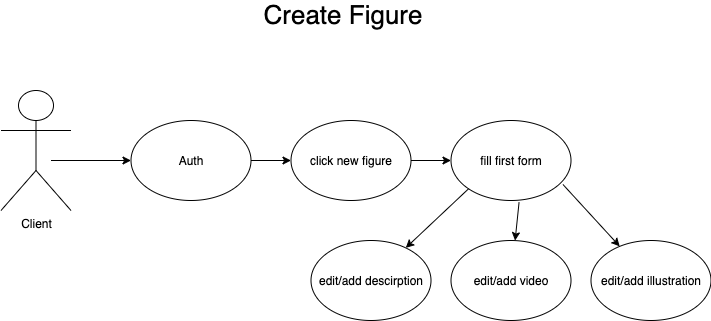 Create Figure
Auth
click new figure
fill first form
Client
edit/add descirption
edit/add video
edit/add illustration